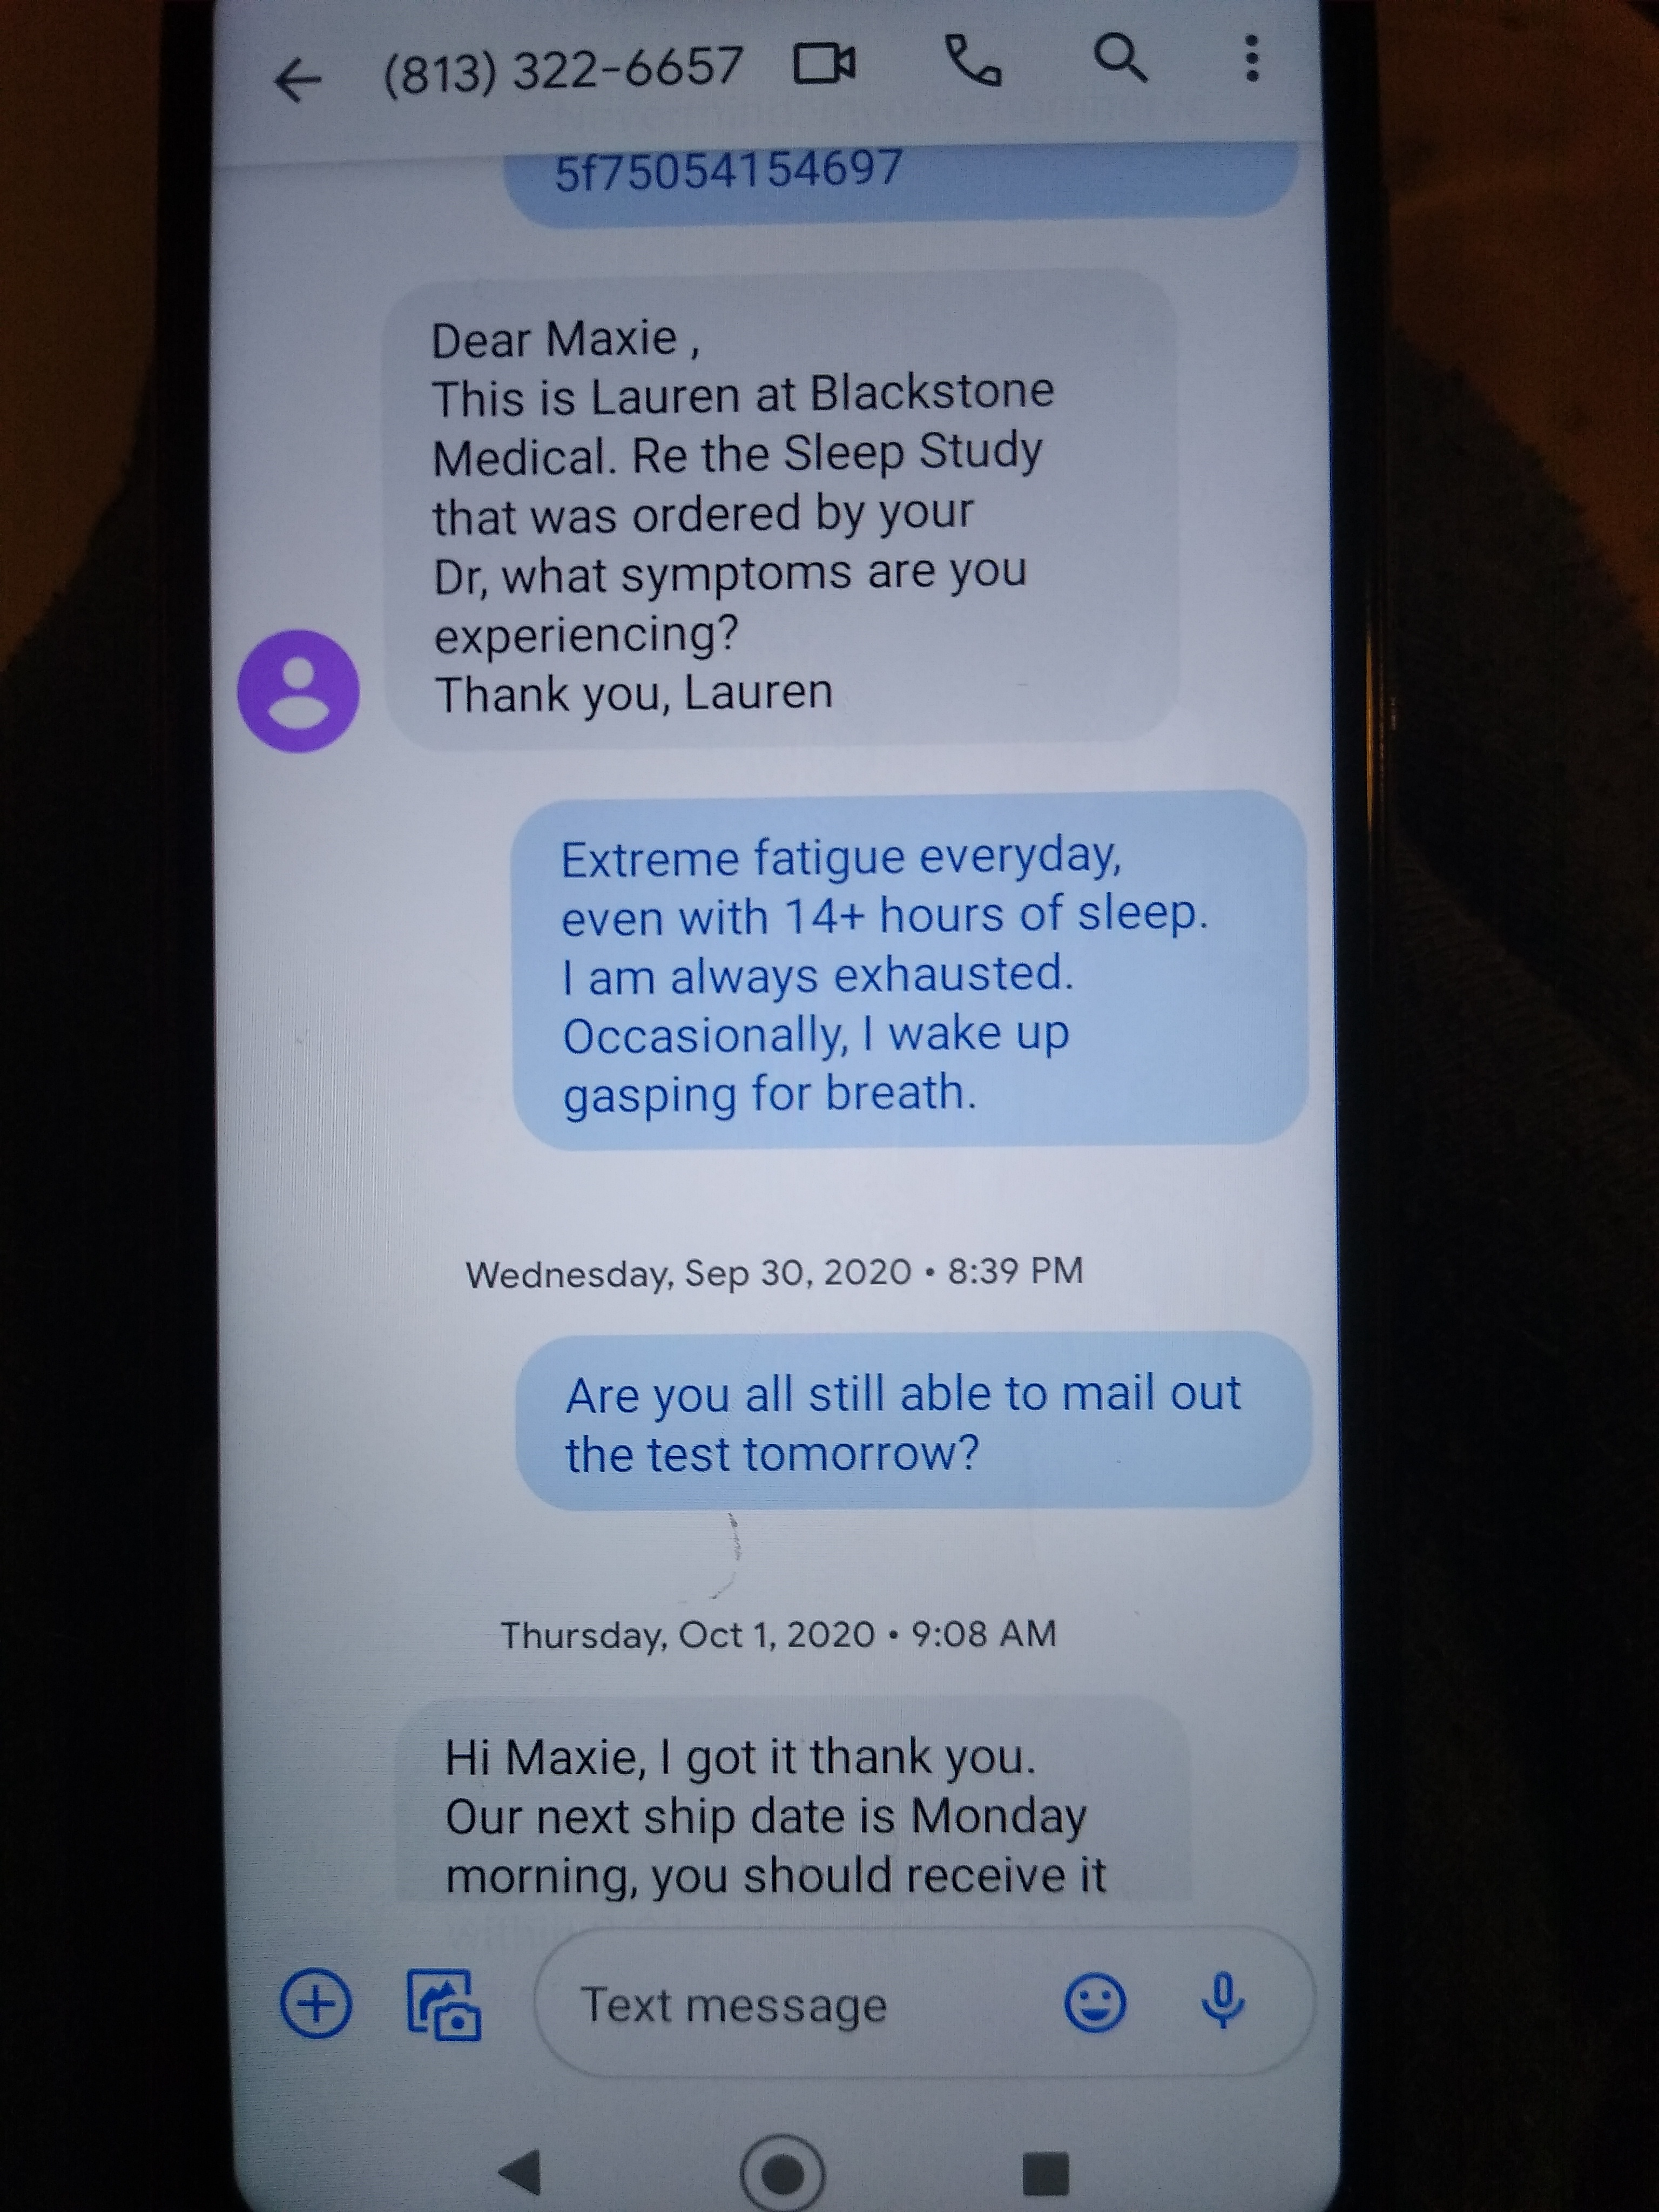 (813) 322-6657
5f75054154697
Dear Maxie ,
This is Lauren at Blackstone
Medical. Re the Sleep Study
that was ordered by your
Dr, what symptoms are you
experiencing?
Thank you, Lauren
Extreme fatigue everyday,
even with 14+ hours of sleep.
I am always exhausted.
Occasionally, I wake up
gasping for breath.
Wednesday, Sep 30, 2020 • 8:39 PM
Are you all still able to mail out
the test tomorrow?
Thursday, Oct 1, 2020 • 9:08 AM
Hi Maxie, I got it thank you.
Our next ship date is Monday
morning, you should receive it
Text message